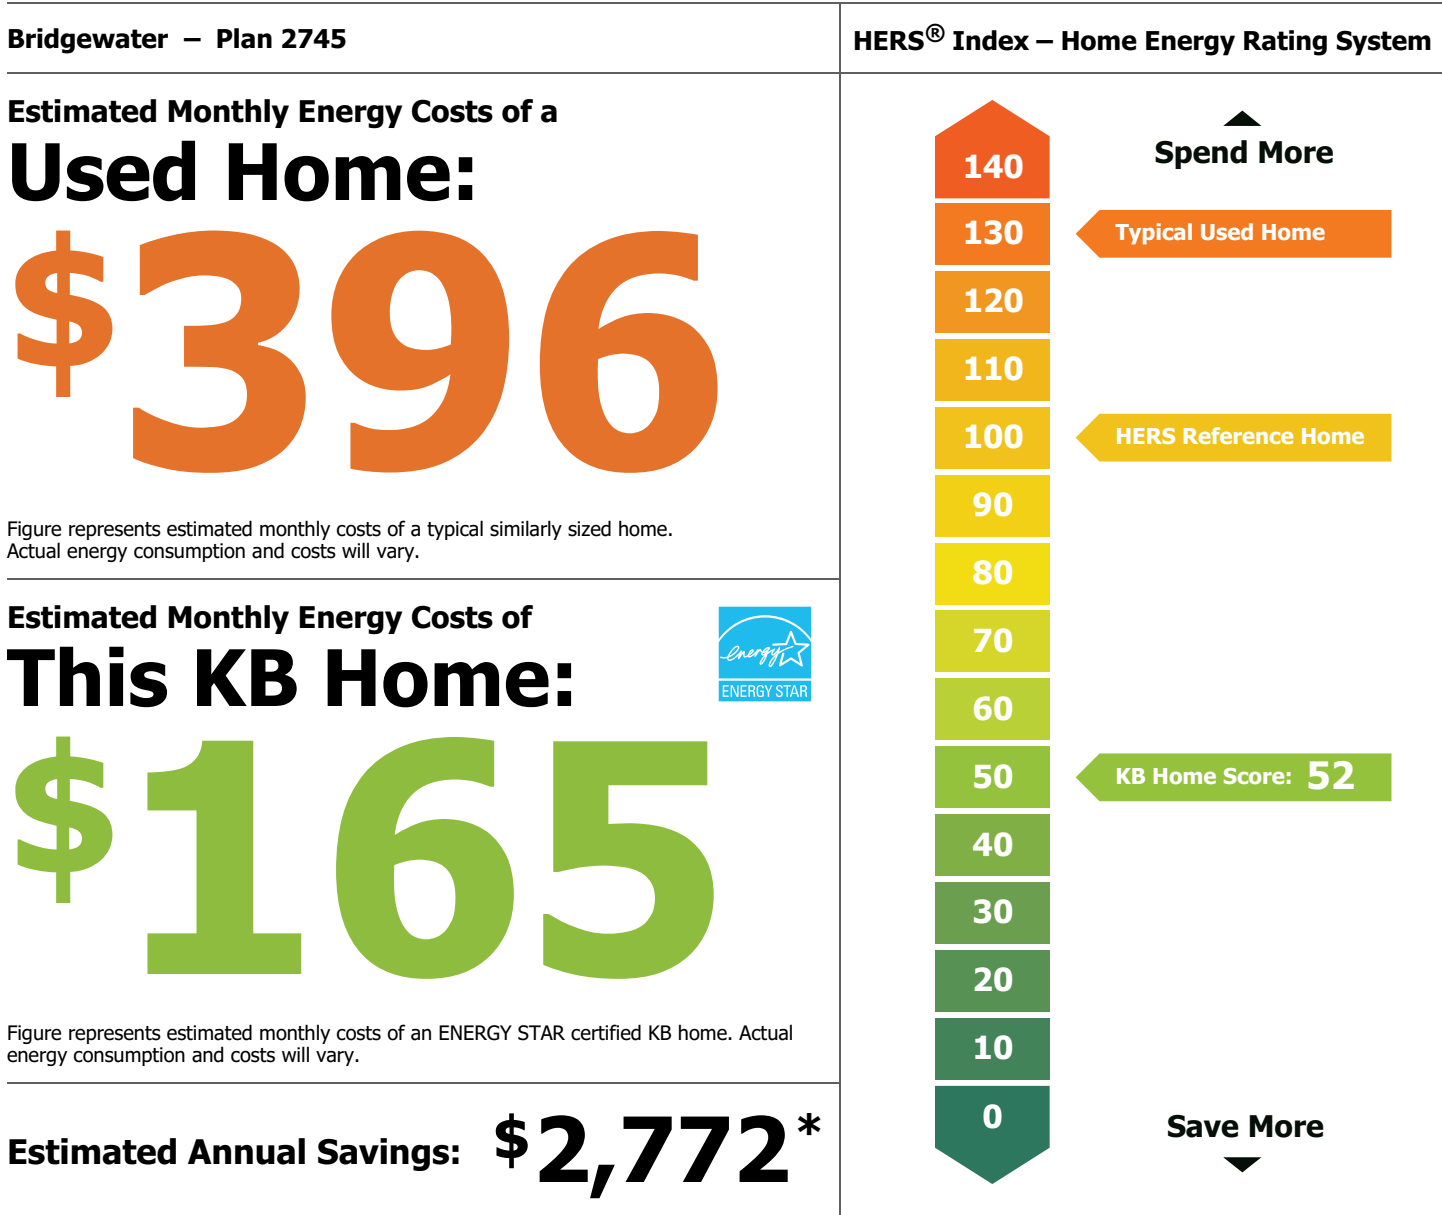 Bridgewater – Plan 2745
Estimated Monthly Energy Costs of a
Used Home:
$396
Figure represents estimated monthly costs of a typical similarly sized home.
Actual energy consumption and costs will vary.
Estimated Monthly Energy Costs of
This KB Home:
energy
ENERGY STAR
$165
Figure represents estimated monthly costs of an ENERGY STAR certified KB home. Actual
energy consumption and costs will vary.
Estimated Annual Savings: $2,772*
HERS® Index – Home Energy Rating System
140
Spend More
130
Typical Used Home
120
110
100
HERS Reference Home
90
80
70
60
50
KB Home Score: 52
40
30
20
10
0
Save More